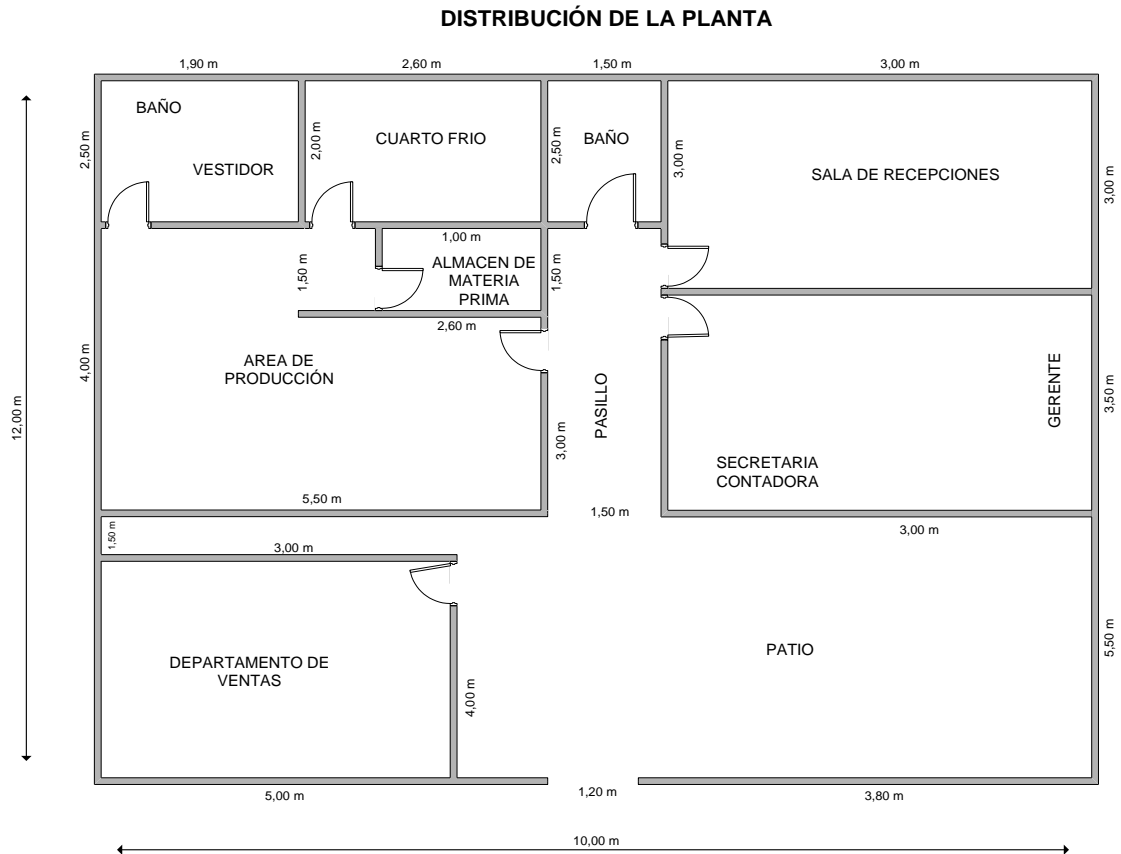 DISTRIBUCIÓN DE LA PLANTA
1,90 m
2,60 m
1,50 m
3,00 m
BAÑO
VESTIDOR
2,50 m
2,00 m
CUARTO FRIO
2,50 m
BAÑO
3,00 m
SALA DE RECEPCIONES
3,00 m
1,00 m
1,50 m
ALMACEN DE
MATERIA
PRIMA
1,50 m
2,60 m
AREA DE
PRODUCCIÓN
4,00 m
12,00 m
PASILLO
3,00 m
GERENTE
3,50 m
SECRETARIA
CONTADORA
5,50 m
1,50 m
3,00 m
1,50 m
3,00 m
DEPARTAMENTO DE
VENTAS
4,00 m
PATIO
5,50 m
5,00 m
1,20 m
3,80 m
10,00 m